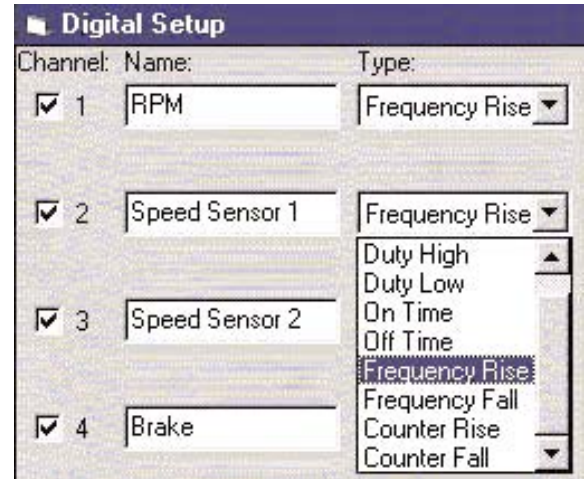 Digital Setup
Channel: Name: Type:
1 RPM Frequency Rise
2 Speed Sensor 1 Frequency Rise
Duty High
Duty Low
On Time
3 Speed Sensor 2 Off Time
Frequency Rise
Frequency Fall
4 Brake Counter Rise
Counter Fall